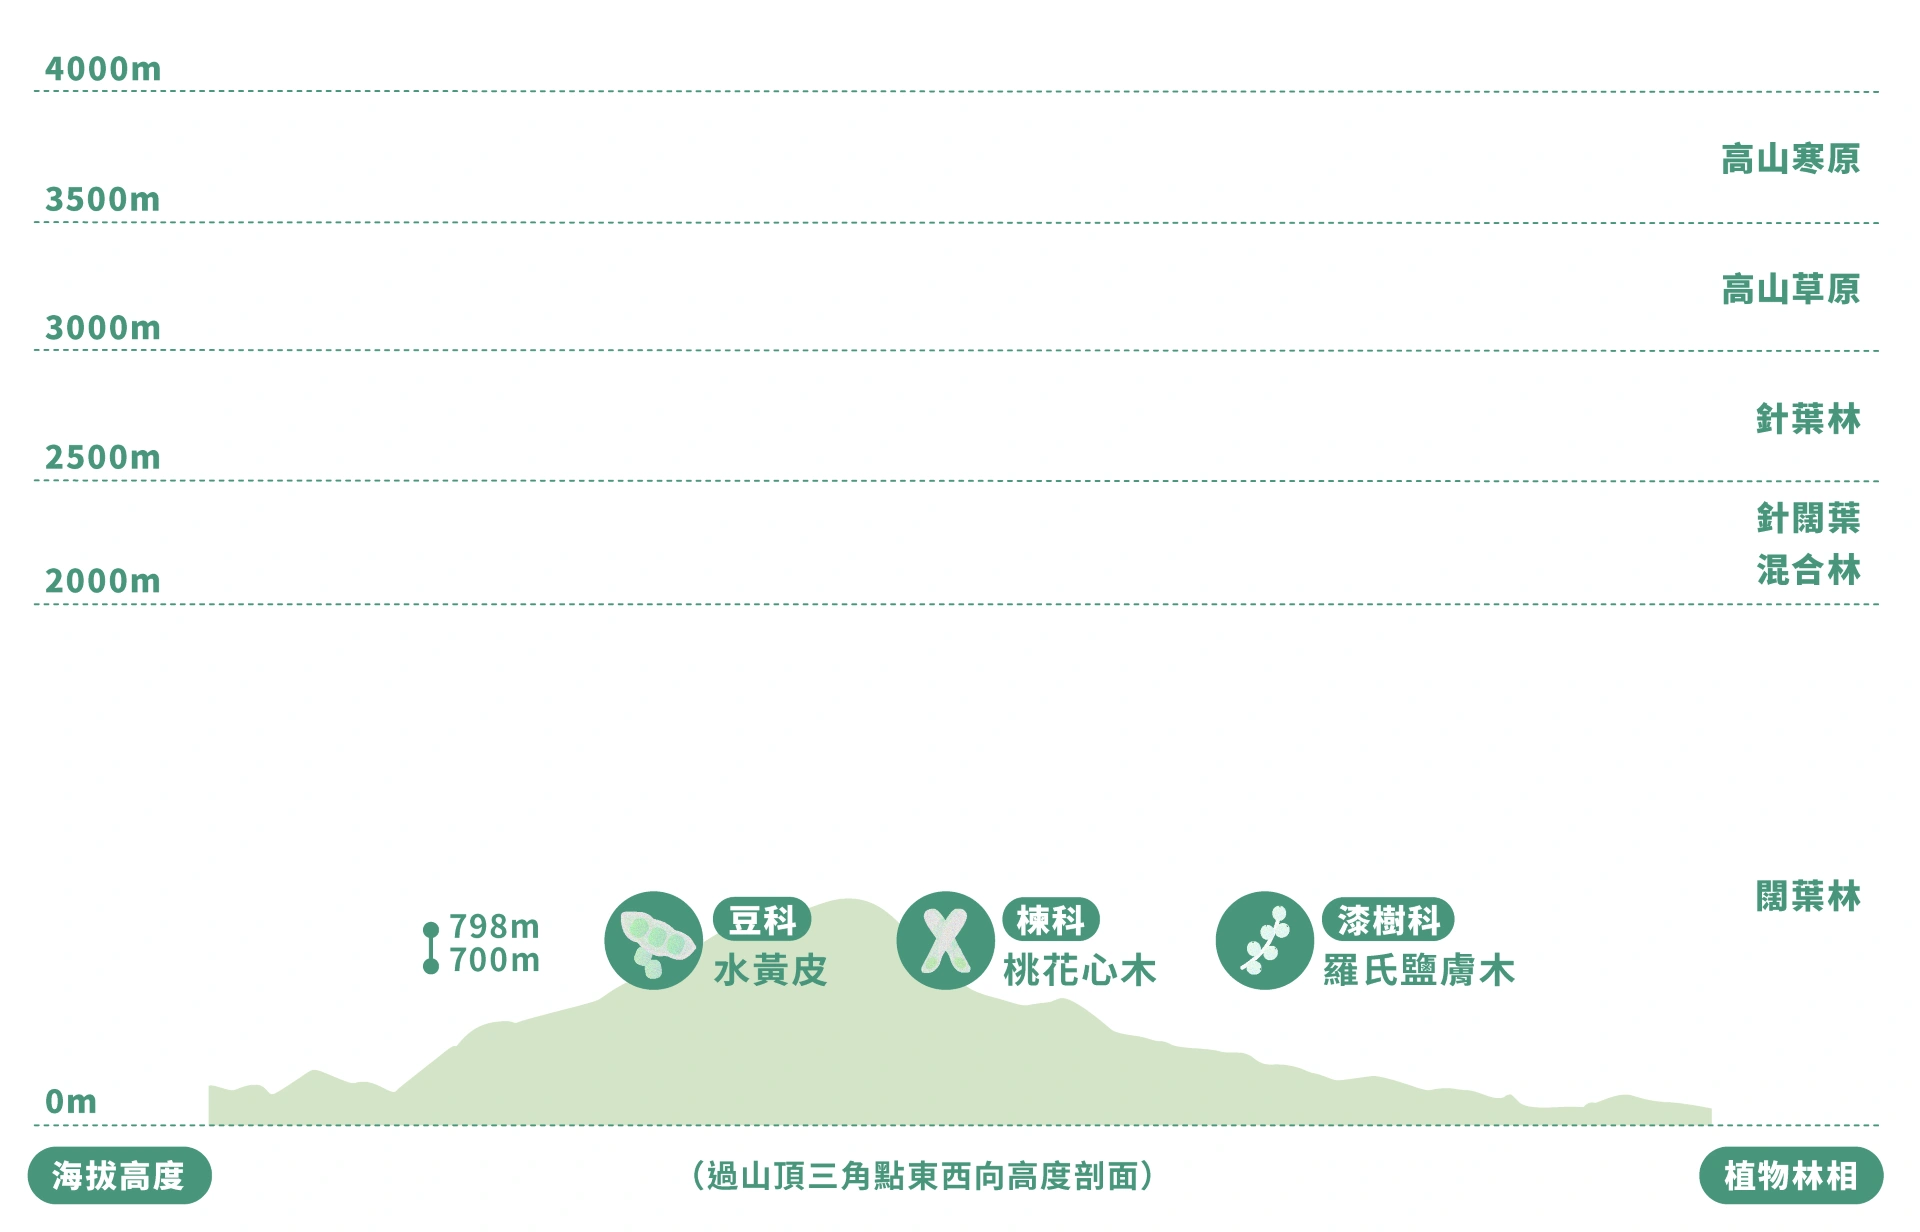 4000m
高山寒原
3500m
高山草原
3000m
針葉林
2500m
針闊葉
混合林
2000m
闊葉林
798m
700m
豆科
水黃皮
楝科
桃花心木
漆樹科
羅氏鹽膚木
0m
海拔高度
（過山頂三角點東西向高度剖面）
植物林相